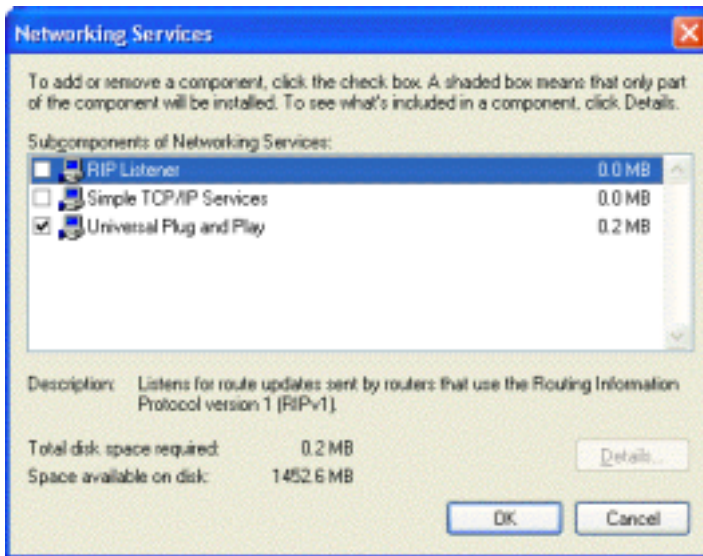 Networking Services
To add or remove a component, click the check box. A shaded box means that only part
of the component will be installed. To see what's included in a component, click Details.
Subcomponents of Networking Services:
RIP Listener 0.0 MB
Simple TCP/IP Services 0.0 MB
Universal Plug and Play 0.2 MB
Description: Listens for route updates sent by routers that use the Routing Information
Protocol version 1 (RIPv1).
Total disk space required: 0.2 MB
Space available on disk: 1452.6 MB
Details...
OK Cancel